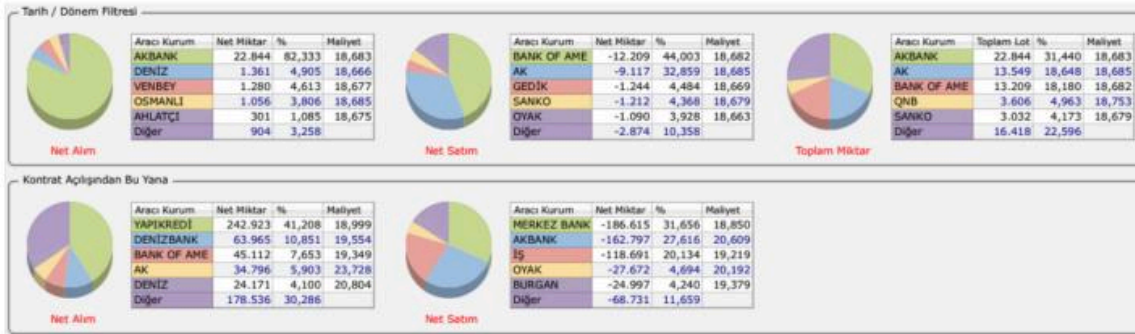 Tarih / Dönem Filtresi
Aracı Kurum Net Miktar % Maliyet
AKBANK 22.844 82,333 18,683
DENİZ 1.361 4,905 18,666
VENBEY 1.280 4,613 18,677
OSMANLI 1.056 3,806 18,685
AHLATÇI 301 1,085 18,675
Diğer 904 3,258
Net Alım
Aracı Kurum Net Miktar % Maliyet
BANK OF AME -12.209 44,003 18,682
AK -9.117 32,859 18,685
GEDİK -1.244 4,484 18,669
SANKO -1.212 4,368 18,679
OYAK -1.090 3,928 18,663
Diğer -2.874 10,358
Net Satım
Aracı Kurum Toplam Lot % Maliyet
AKBANK 22.844 31,440 18,683
AK 13.549 18,648 18,685
BANK OF AME 13.209 18,180 18,682
QNB 3.606 4,963 18,753
SANKO 3.032 4,173 18,679
Diğer 16.418 22,596
Toplam Miktar
Kontrat Açılışından Bu Yana
Aracı Kurum Net Miktar % Maliyet
YAPIKREDİ 242.923 41,208 18,999
DENİZBANK 63.965 10,851 19,554
BANK OF AME 45.112 7,653 19,349
AK 34.796 5,903 23,728
DENİZ 24.171 4,100 20,804
Diğer 178.536 30,286
Net Alım
Aracı Kurum Net Miktar % Maliyet
MERKEZ BANK -186.615 31,656 18,850
AKBANK -162.797 27,616 20,609
İŞ -118.691 20,134 19,219
OYAK -27.672 4,694 20,192
BURGAN -24.997 4,240 19,379
Diğer -68.731 11,659
Net Satım